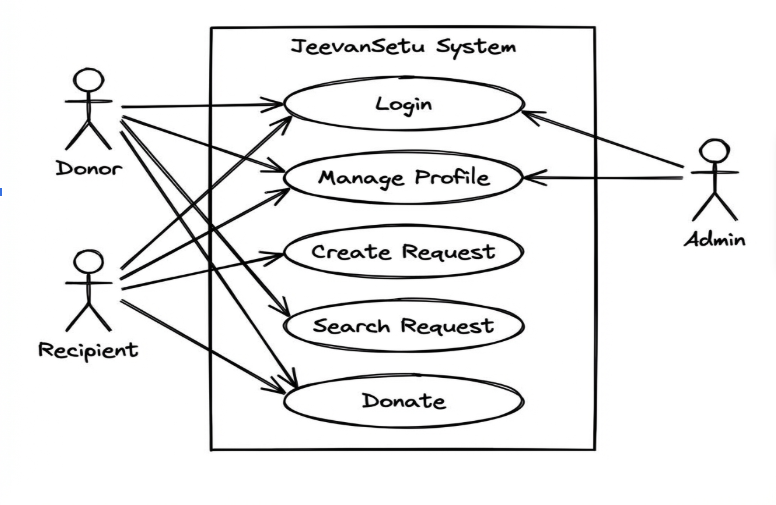 JeevanSetu System
Login
Donor
Manage Profile
Admin
Create Request
Search Request
Recipient
Donate